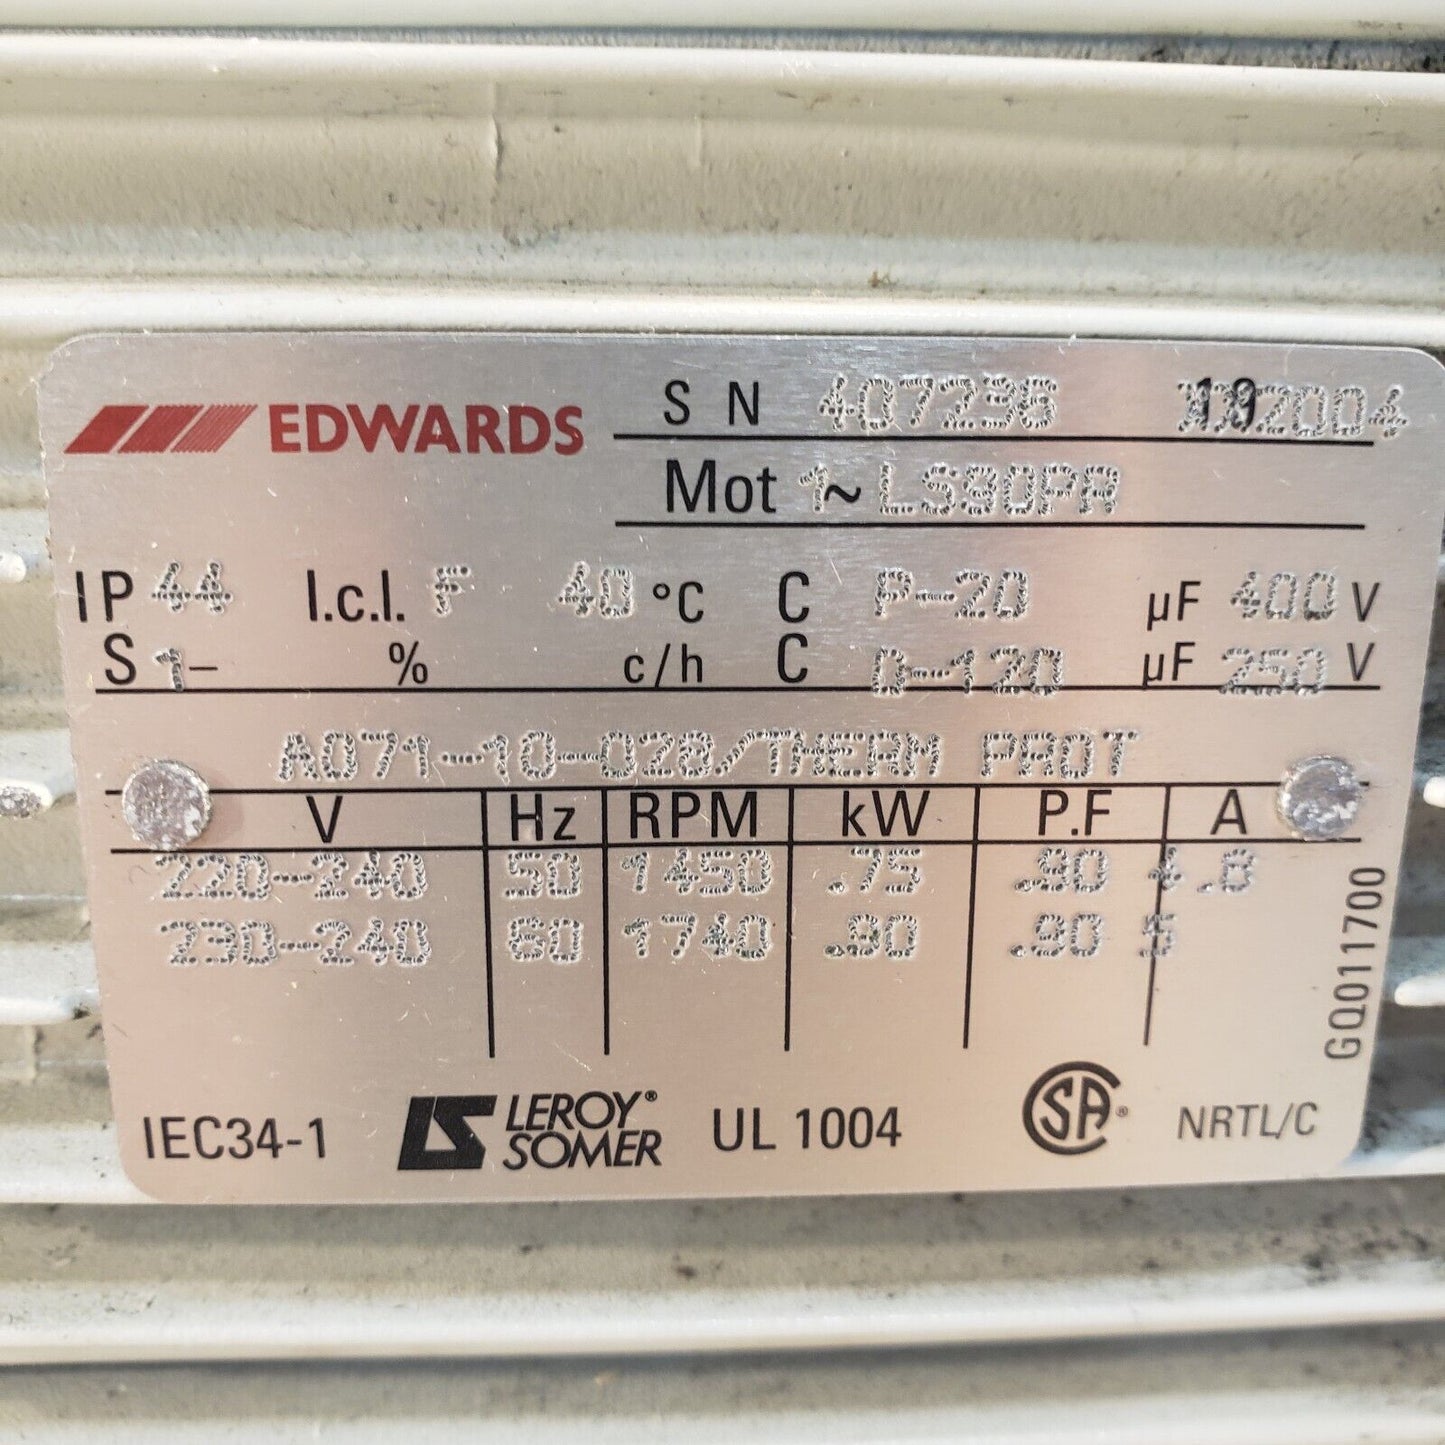 EDWARDS
S N 407236 2004
Mot 1~ LS80PR
IP 44 I.c.l. F 40 °C C P-20 µF 400 V
S 1- % c/h C D-120 µF 250 V
A071-10-028/THERM PROT
V Hz RPM kW P.F A
220-240 50 1450 .75 .90 4.8
230-240 60 1740 .90 .90 5
GQ011700
IEC34-1 LS LEROY® SOMER UL 1004 SA® NRTL/C